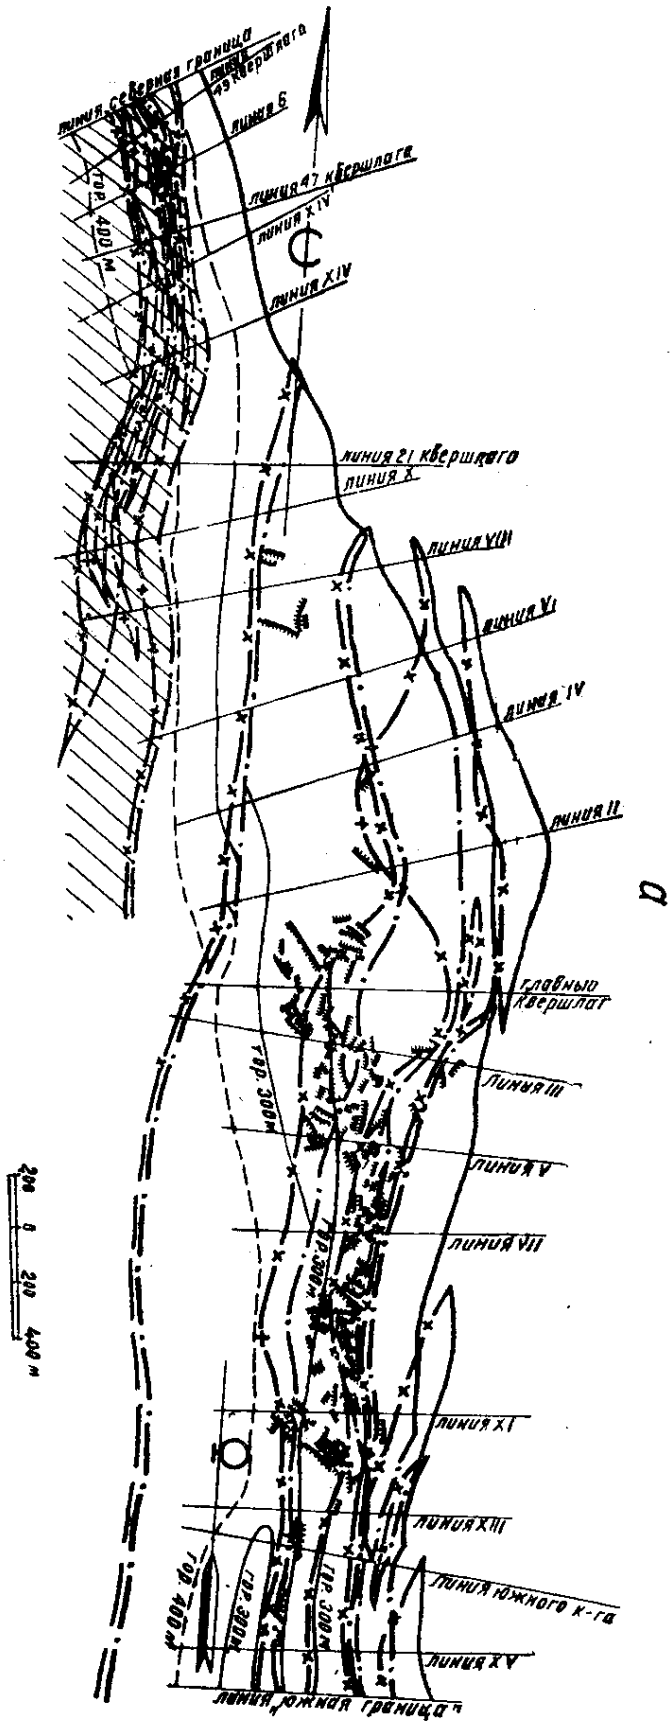 линия северная граница
линия
49 квершлага
линия 6
линия 47 квершлага
линия XIV
С
гор. 400 м
линия XIV
линия 21 квершлаго
линия X
линия VIII
линия VI
линия IV
линия II
а
главный
квершлаг
линия III
гор. 300 м
линия V
гор. 300 м
линия VII
200 0 200 400 м
линия XI
Ю
линия XIII
линия южного к-га
гор. 400 м
гор. 300 м
гор. 300 м
линия XV
линия „южная граница"